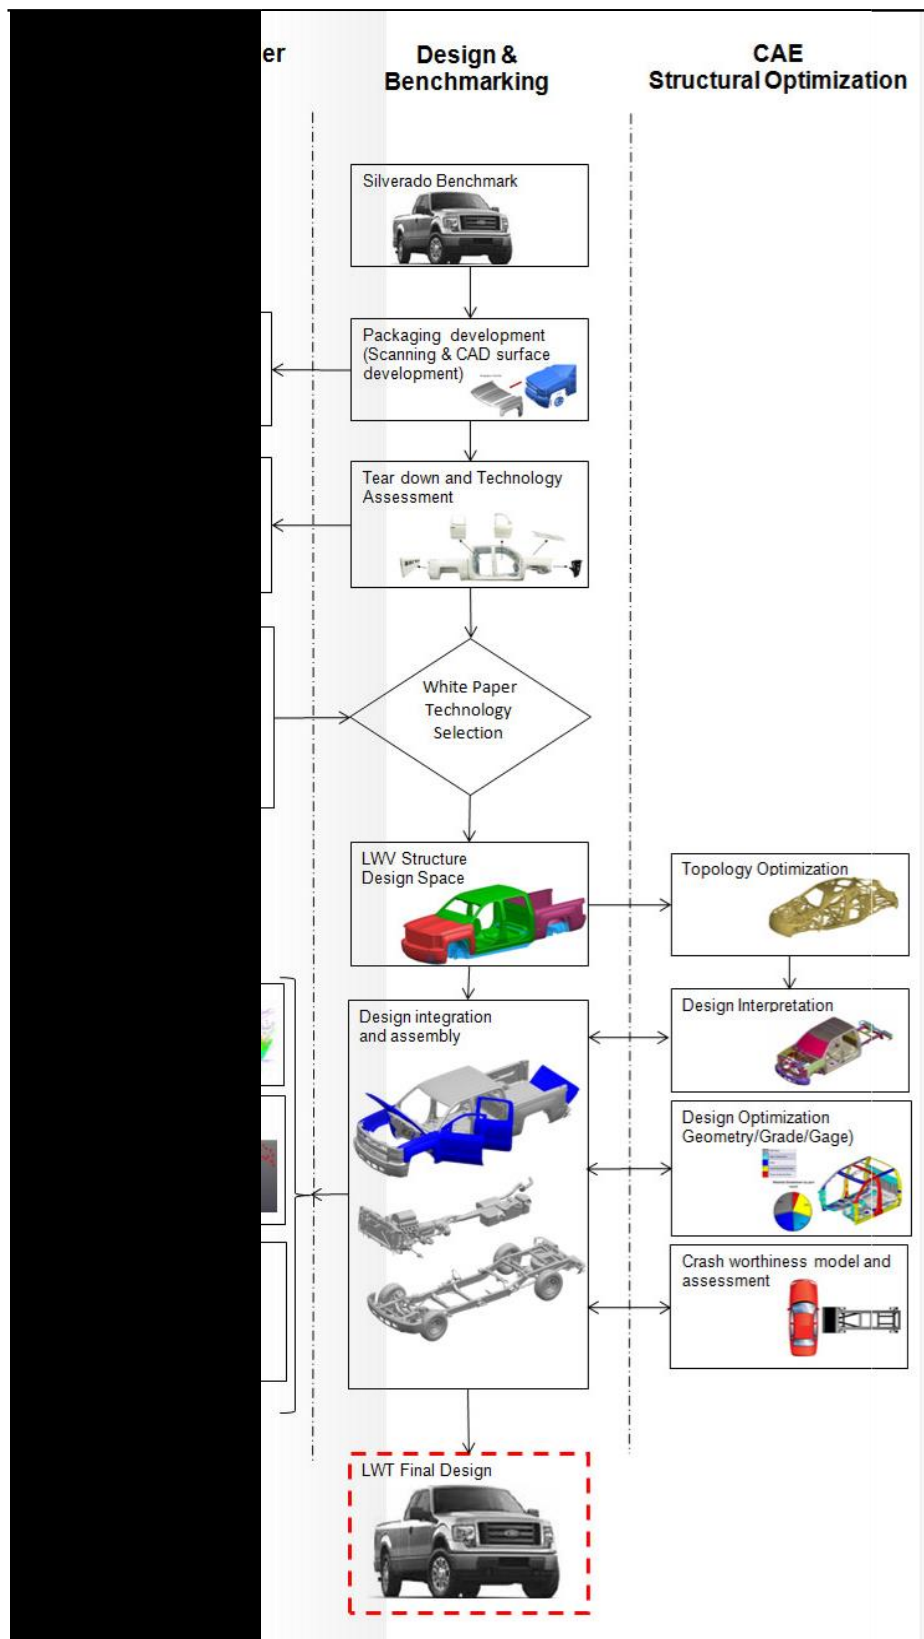 er
Design &
Benchmarking
CAE
Structural Optimization
Silverado Benchmark
Packaging development
(Scanning & CAD surface
development)
Tear down and Technology
Assessment
White Paper
Technology
Selection
LWV Structure
Design Space
Topology Optimization
Design integration
and assembly
Design Interpretation
Design Optimization
Geometry/Grade/Gage)
Crash worthiness model and
assessment
LWT Final Design